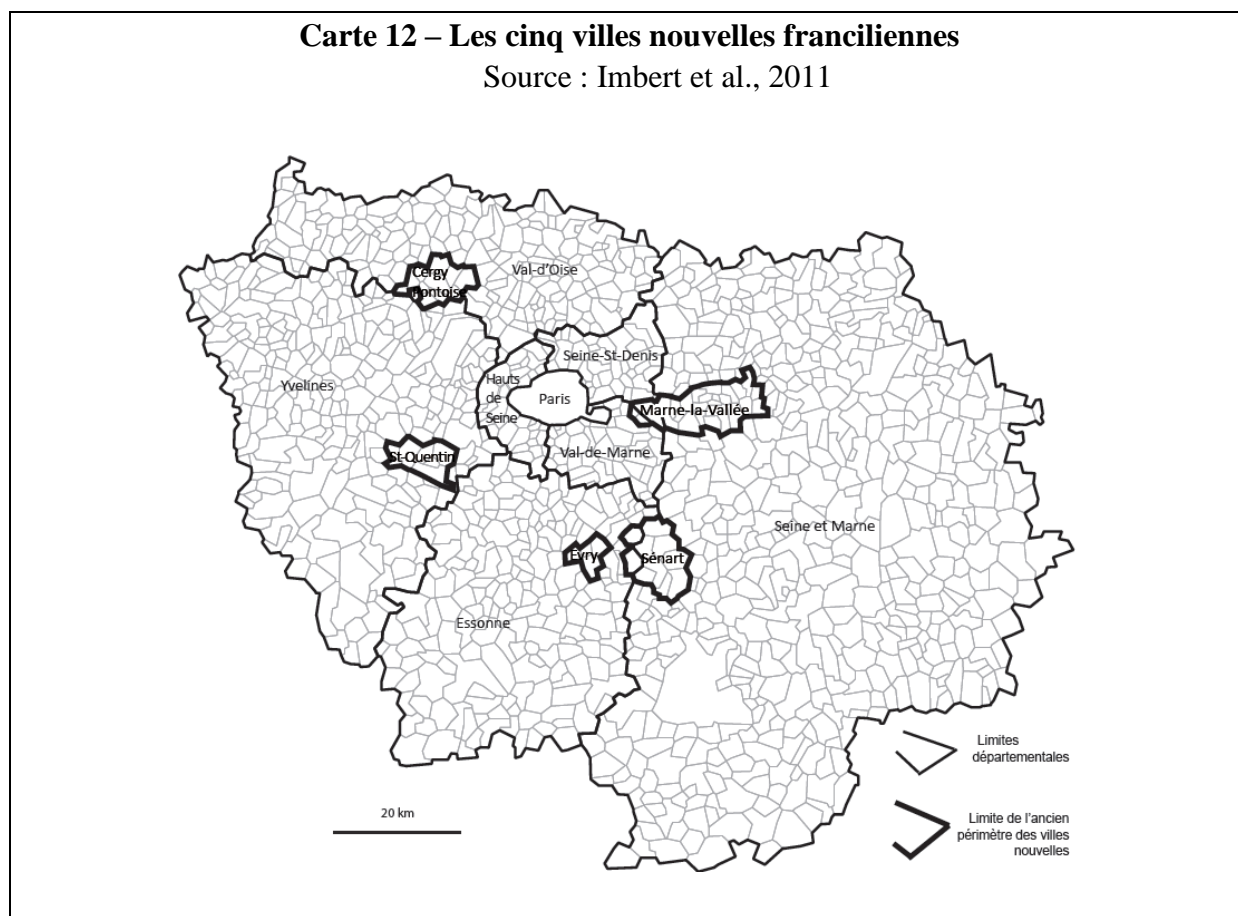 Carte 12 – Les cinq villes nouvelles franciliennes
Source : Imbert et al., 2011
Cergy
Pontoise
Val-d'Oise
Seine-St-Denis
Yvelines
Hauts
de
Seine
Paris
Marne-la-Vallée
St-Quentin
Val-de-Marne
Seine et Marne
Évry
Sénart
Essonne
Limites
départementales
20 km
Limite de l'ancien
périmètre des villes
nouvelles